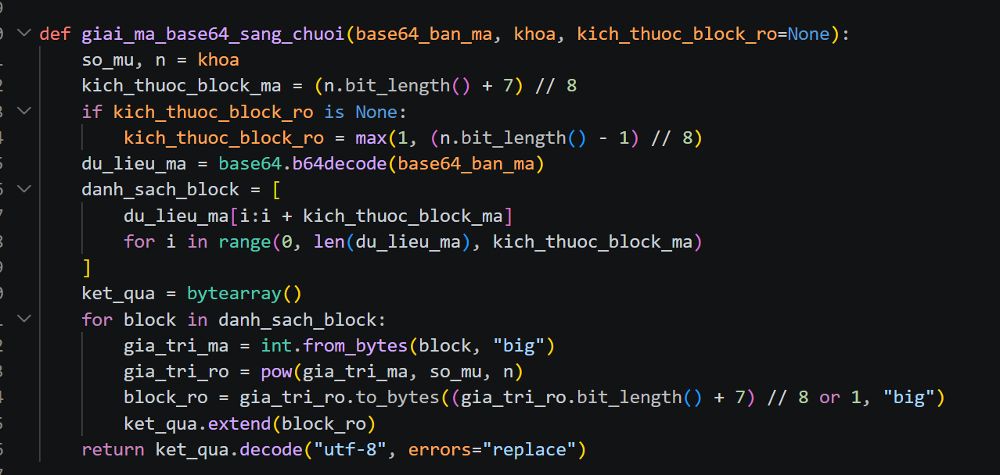 def giai_ma_base64_sang_chuoi(base64_ban_ma, khoa, kich_thuoc_block_ro=None):
    so_mu, n = khoa
    kich_thuoc_block_ma = (n.bit_length() + 7) // 8
    if kich_thuoc_block_ro is None:
        kich_thuoc_block_ro = max(1, (n.bit_length() - 1) // 8)
    du_lieu_ma = base64.b64decode(base64_ban_ma)
    danh_sach_block = [
        du_lieu_ma[i:i + kich_thuoc_block_ma]
        for i in range(0, len(du_lieu_ma), kich_thuoc_block_ma)
    ]
    ket_qua = bytearray()
    for block in danh_sach_block:
        gia_tri_ma = int.from_bytes(block, "big")
        gia_tri_ro = pow(gia_tri_ma, so_mu, n)
        block_ro = gia_tri_ro.to_bytes((gia_tri_ro.bit_length() + 7) // 8 or 1, "big")
        ket_qua.extend(block_ro)
    return ket_qua.decode("utf-8", errors="replace")